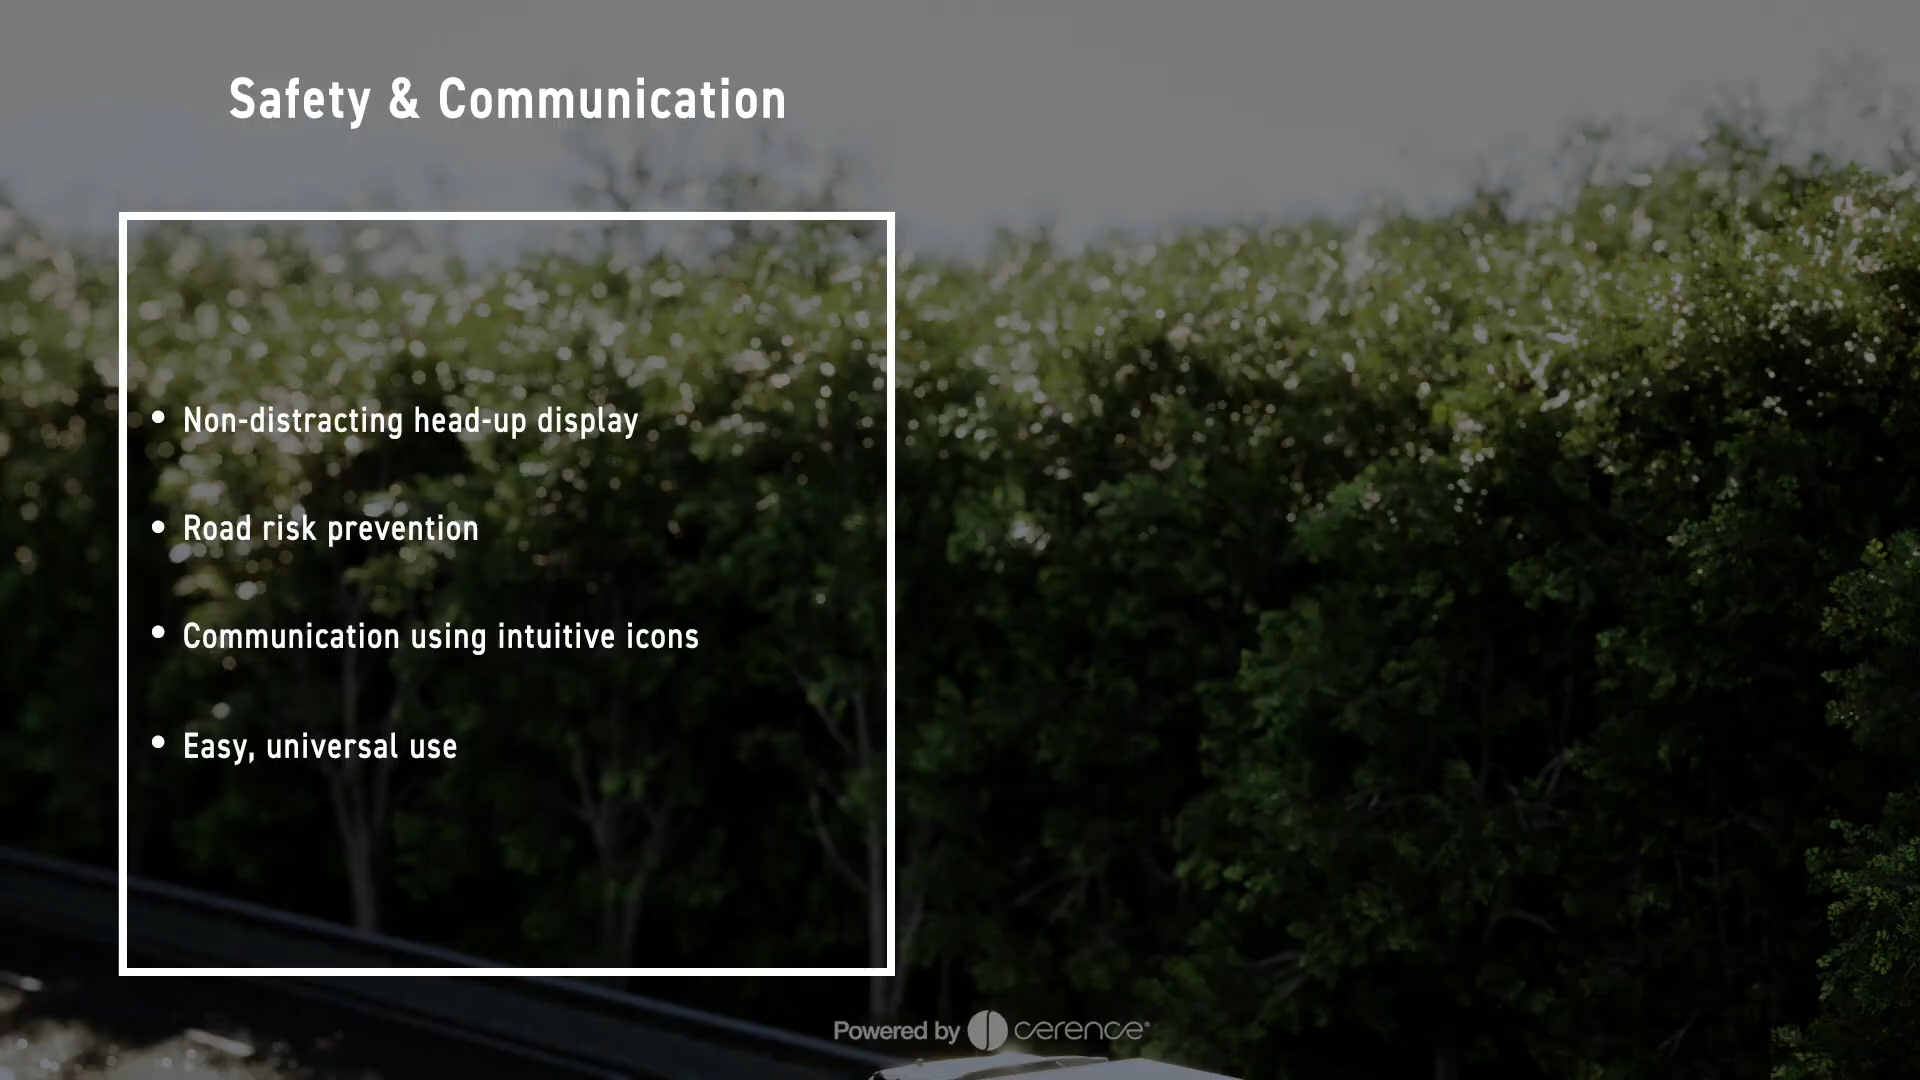 Safety & Communication
• Non-distracting head-up display
• Road risk prevention
• Communication using intuitive icons
• Easy, universal use
Powered by cerence®